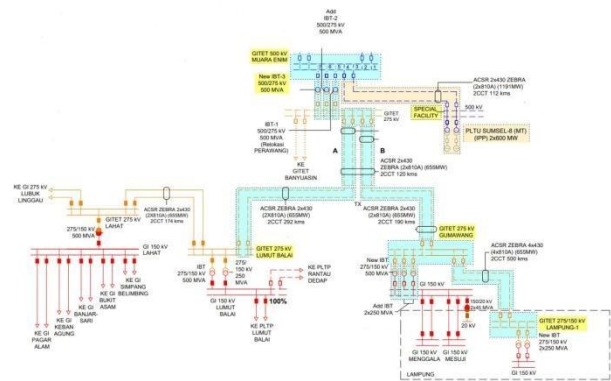 Add
IBT-2
500/275 kV
500 MVA
GITET 500 kV
MUARA ENIM
New IBT-3
500/275 kV
500 MVA
ACSR 2x430 ZEBRA
(2x810A) (1191MW)
2CCT 112 kms
SPECIAL
FACILITY
500 kV
PLTU SUMSEL-8 (MT)
(IPP) 2x600 MW
IBT-1
500/275 kV
500 MVA
(Relokasi
PERAWANG)
GITET
275 kV
KE
GITET
BANYUASIN
A
B
ACSR 2x430
ZEBRA
(2x810A) (655MW)
2CCT 120 kms
TX
KE GI 275 kV
LUBUK
LINGGAU
ACSR ZEBRA 2x430
(2X810A) (655MW)
2CCT 174 kms
ACSR ZEBRA 2x430
(2X810A) (655MW)
2CCT 292 kms
ACSR ZEBRA 2x430
(2x810A) (655MW)
2CCT 190 kms
GITET 275 kV
LAHAT
275/150 kV
500 MVA
GI 150 kV
LAHAT
GITET 275 kV
LUMUT BALAI
GITET 275 kV
GUMAWANG
ACSR ZEBRA 4x430
(4x810A) (655MW)
2CCT 500 kms
IBT
275/150 kV
500 MVA
275/
150 kV
250 MVA
KE PLTP
RANTAU
DEDAP
100%
GI 150 kV
LUMUT
BALAI
KE PLTP
LUMUT
BALAI
New IBT
275/150 kV
500 MVA
GI 150 kV
Add IBT
2x250 MVA
150/20 kV
20 kV
GITET 275/150 kV
LAMPUNG-1
New IBT
275/150 kV
2x250 MVA
GI 150 kV
MENGGALA
GI 150 kV
MESUJI
GI 150 kV
LAMPUNG
KE GI
PAGAR
ALAM
KE GI
KEBAN
AGUNG
KE GI
BANJAR-
SARI
KE GI
BUKIT
ASAM
KE GI
SIMPANG
BELIMBING